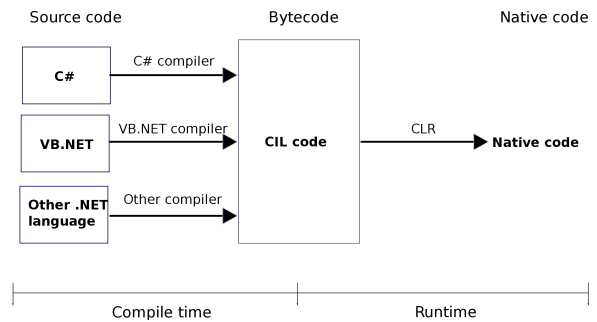 Source code
Bytecode
Native code
C# compiler
C#
VB.NET compiler
VB.NET
CIL code
CLR
Native code
Other compiler
Other .NET
language
Compile time
Runtime